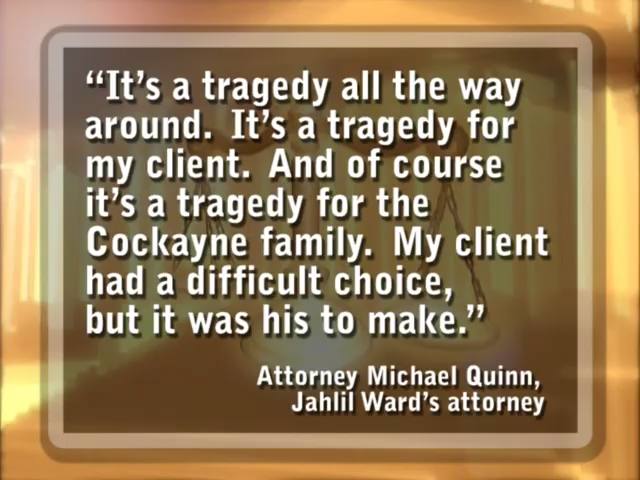 “It’s a tragedy all the way
around.  It’s a tragedy for
my client.  And of course
it’s a tragedy for the
Cockayne family.  My client
had a difficult choice,
but it was his to make.”
Attorney Michael Quinn,
Jahlil Ward’s attorney